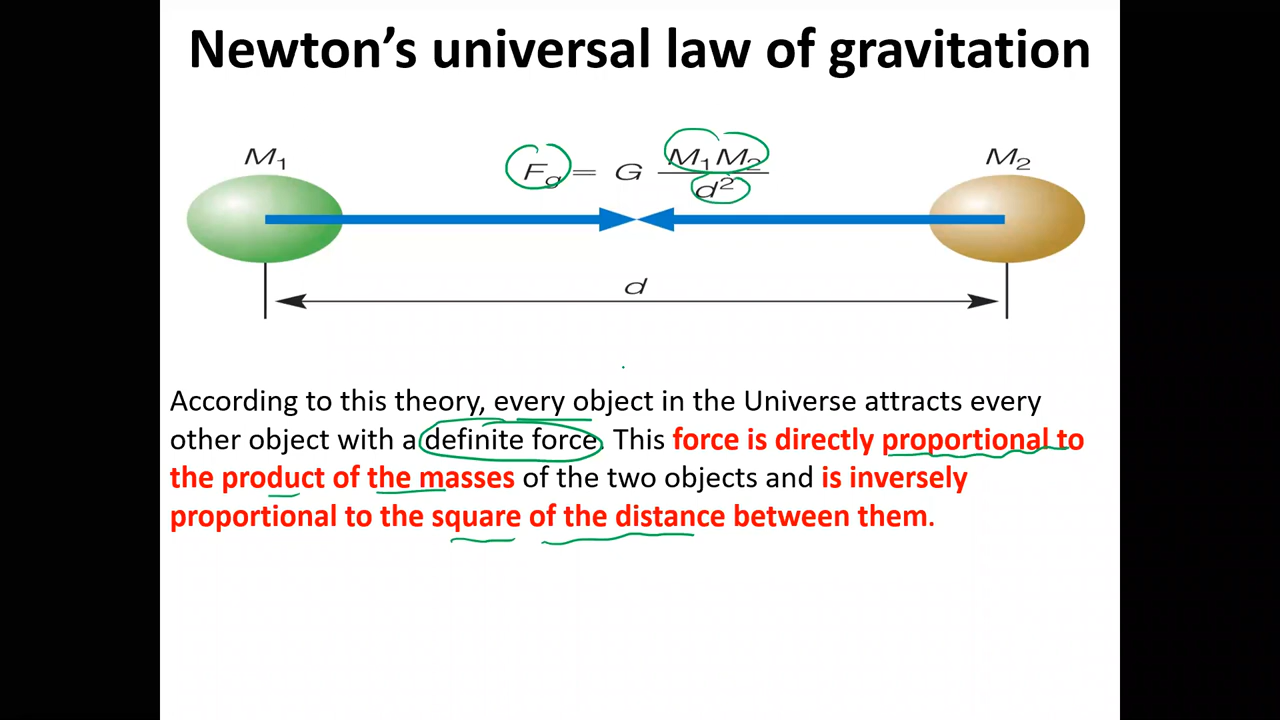 Newton’s universal law of gravitation
M₁ F_g = G M₁M₂ / d² M₂
d
According to this theory, every object in the Universe attracts every
other object with a definite force. This force is directly proportional to
the product of the masses of the two objects and is inversely
proportional to the square of the distance between them.